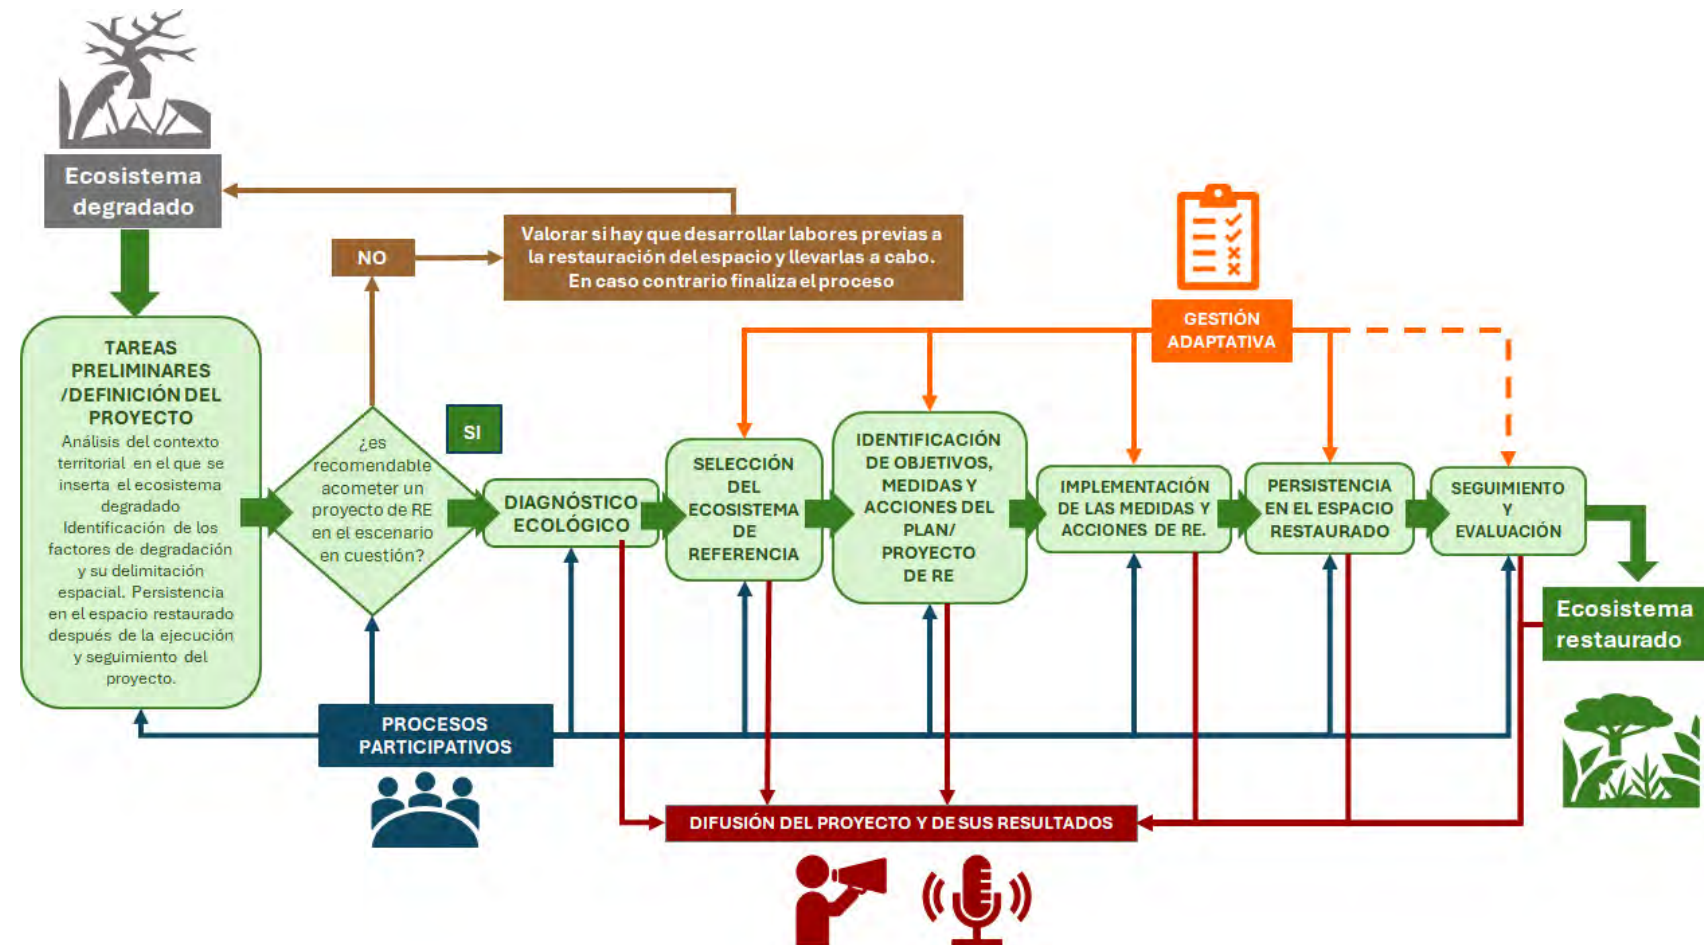 Ecosistema
degradado
NO
Valorar si hay que desarrollar labores previas a
la restauración del espacio y llevarlas a cabo.
En caso contrario finaliza el proceso
GESTIÓN
ADAPTATIVA
TAREAS
PRELIMINARES
/DEFINICIÓN DEL
PROYECTO
Análisis del contexto
territorial en el que se
inserta el ecosistema
degradado
Identificación de los
factores de degradación
y su delimitación
espacial. Persistencia
en el espacio restaurado
después de la ejecución
y seguimiento del
proyecto.
¿es
recomendable
acometer un
proyecto de RE
en el escenario
en cuestión?
SI
DIAGNÓSTICO
ECOLÓGICO
SELECCIÓN
DEL
ECOSISTEMA
DE
REFERENCIA
IDENTIFICACIÓN
DE OBJETIVOS,
MEDIDAS Y
ACCIONES DEL
PLAN/
PROYECTO
DE RE
IMPLEMENTACIÓN
DE LAS MEDIDAS Y
ACCIONES DE RE.
PERSISTENCIA
EN EL ESPACIO
RESTAURADO
SEGUIMIENTO
Y
EVALUACIÓN
Ecosistema
restaurado
PROCESOS
PARTICIPATIVOS
DIFUSIÓN DEL PROYECTO Y DE SUS RESULTADOS